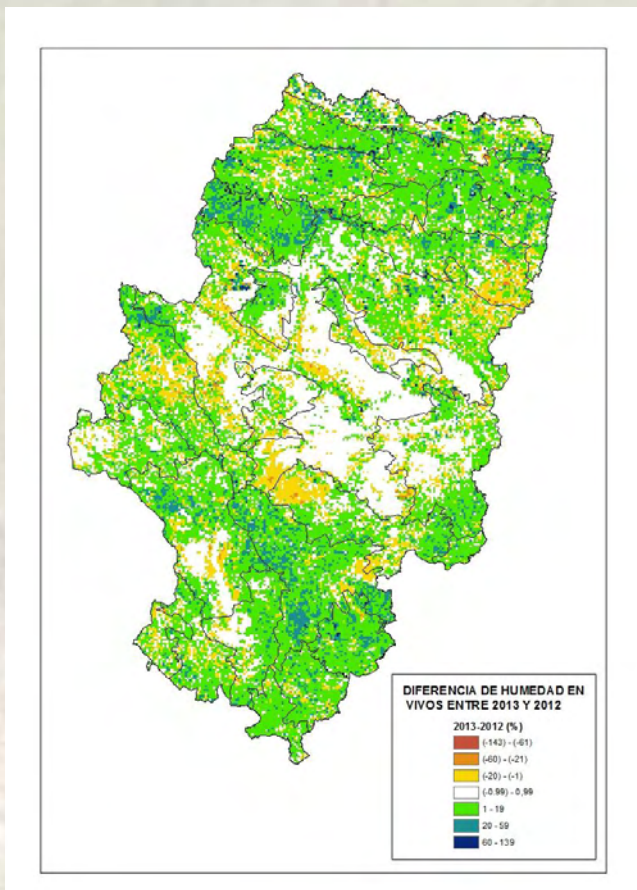 DIFERENCIA DE HUMEDAD EN
VIVOS ENTRE 2013 Y 2012
2013-2012 (%)
(-143) - (-61)
(-60) - (-21)
(-20) - (-1)
(-0.99) - 0,99
1 - 19
20 - 59
60 - 139